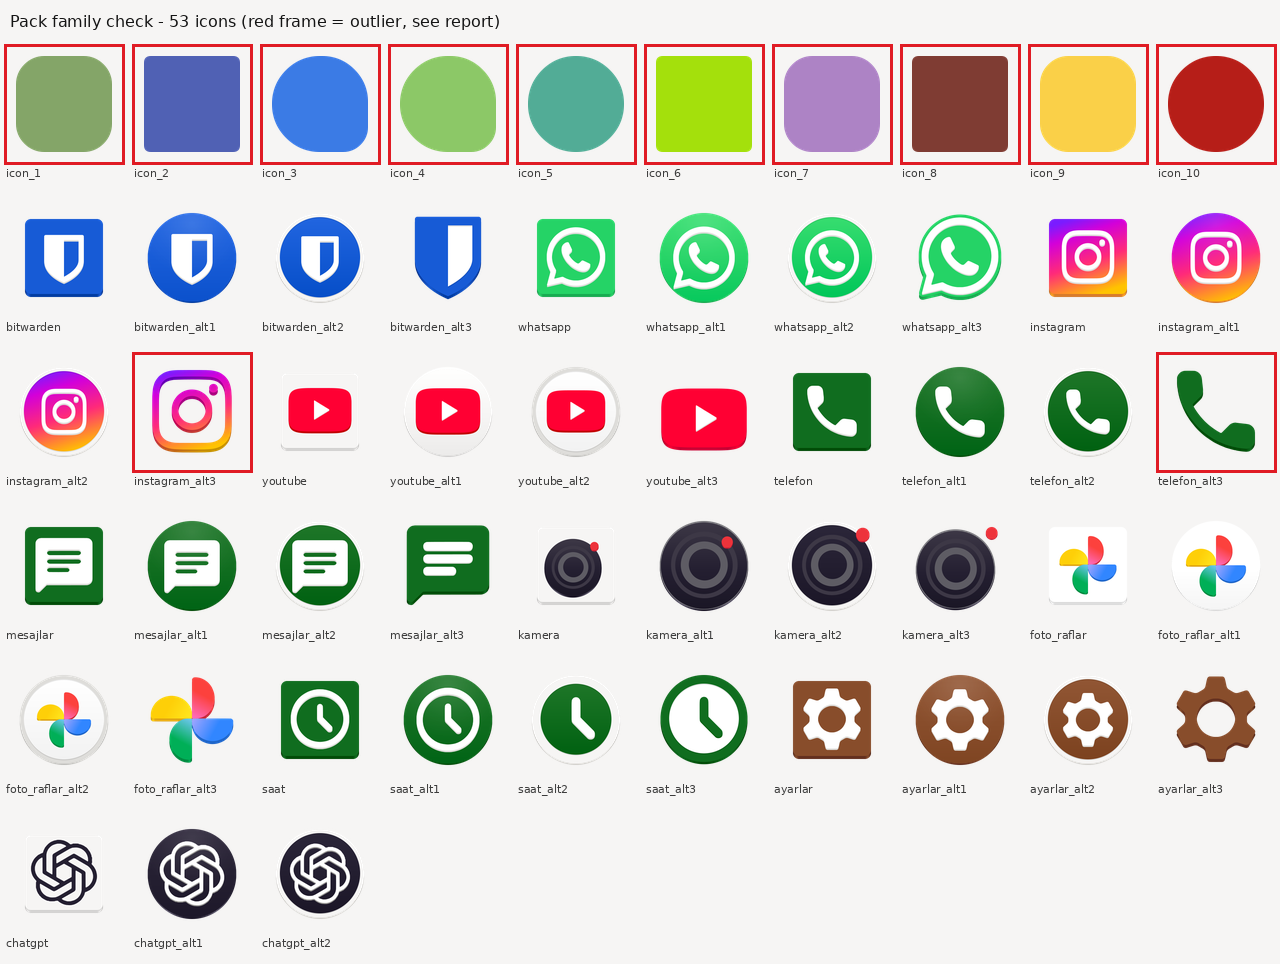 Pack family check - 53 icons (red frame = outlier, see report)
icon_1 icon_2 icon_3 icon_4 icon_5 icon_6 icon_7 icon_8 icon_9 icon_10
bitwarden bitwarden_alt1 bitwarden_alt2 bitwarden_alt3 whatsapp whatsapp_alt1 whatsapp_alt2 whatsapp_alt3 instagram instagram_alt1
instagram_alt2 instagram_alt3 youtube youtube_alt1 youtube_alt2 youtube_alt3 telefon telefon_alt1 telefon_alt2 telefon_alt3
mesajlar mesajlar_alt1 mesajlar_alt2 mesajlar_alt3 kamera kamera_alt1 kamera_alt2 kamera_alt3 foto_raflar foto_raflar_alt1
foto_raflar_alt2 foto_raflar_alt3 saat saat_alt1 saat_alt2 saat_alt3 ayarlar ayarlar_alt1 ayarlar_alt2 ayarlar_alt3
chatgpt chatgpt_alt1 chatgpt_alt2